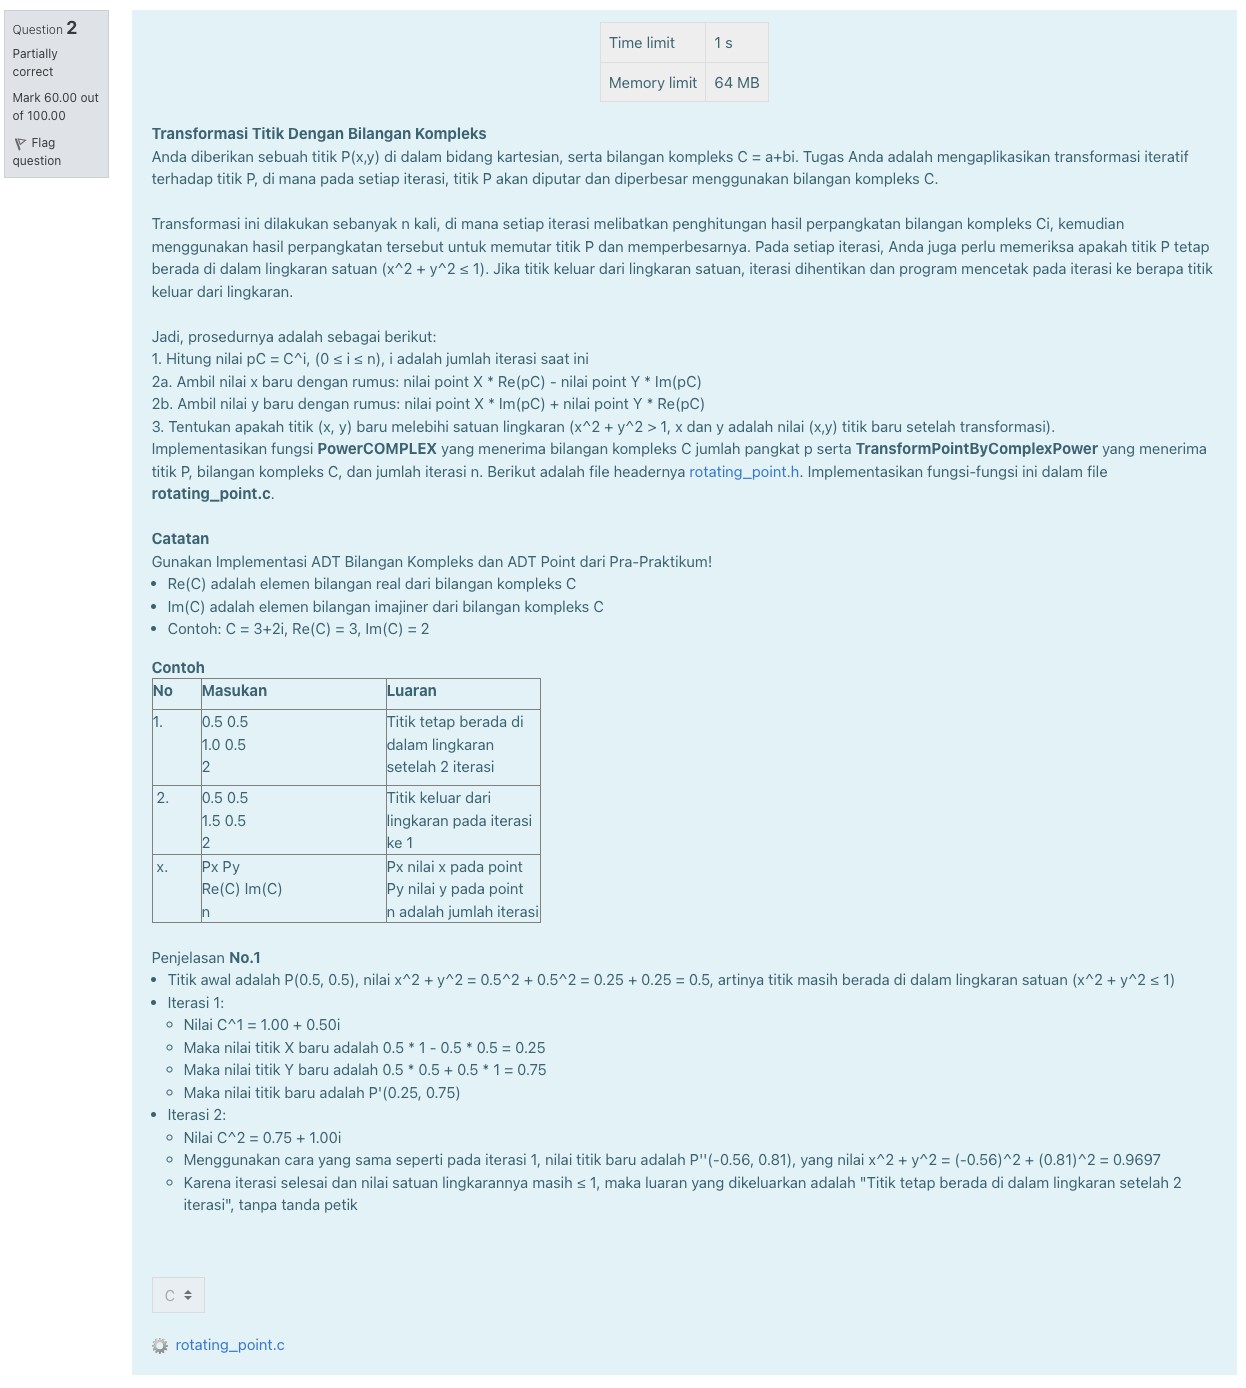 Question 2
Partially
correct
Mark 60.00 out
of 100.00
Flag
question
Time limit 1 s
Memory limit 64 MB
Transformasi Titik Dengan Bilangan Kompleks
Anda diberikan sebuah titik P(x,y) di dalam bidang kartesian, serta bilangan kompleks C = a+bi. Tugas Anda adalah mengaplikasikan transformasi iteratif
terhadap titik P, di mana pada setiap iterasi, titik P akan diputar dan diperbesar menggunakan bilangan kompleks C.
Transformasi ini dilakukan sebanyak n kali, di mana setiap iterasi melibatkan penghitungan hasil perpangkatan bilangan kompleks Ci, kemudian
menggunakan hasil perpangkatan tersebut untuk memutar titik P dan memperbesarnya. Pada setiap iterasi, Anda juga perlu memeriksa apakah titik P tetap
berada di dalam lingkaran satuan (x^2 + y^2 ≤ 1). Jika titik keluar dari lingkaran satuan, iterasi dihentikan dan program mencetak pada iterasi ke berapa titik
keluar dari lingkaran.
Jadi, prosedurnya adalah sebagai berikut:
1. Hitung nilai pC = C^i, (0 ≤ i ≤ n), i adalah jumlah iterasi saat ini
2a. Ambil nilai x baru dengan rumus: nilai point X * Re(pC) - nilai point Y * Im(pC)
2b. Ambil nilai y baru dengan rumus: nilai point X * Im(pC) + nilai point Y * Re(pC)
3. Tentukan apakah titik (x, y) baru melebihi satuan lingkaran (x^2 + y^2 > 1, x dan y adalah nilai (x,y) titik baru setelah transformasi).
Implementasikan fungsi PowerCOMPLEX yang menerima bilangan kompleks C jumlah pangkat p serta TransformPointByComplexPower yang menerima
titik P, bilangan kompleks C, dan jumlah iterasi n. Berikut adalah file headernya rotating_point.h. Implementasikan fungsi-fungsi ini dalam file
rotating_point.c.
Catatan
Gunakan Implementasi ADT Bilangan Kompleks dan ADT Point dari Pra-Praktikum!
• Re(C) adalah elemen bilangan real dari bilangan kompleks C
• Im(C) adalah elemen bilangan imajiner dari bilangan kompleks C
• Contoh: C = 3+2i, Re(C) = 3, Im(C) = 2
Contoh
No Masukan Luaran
1. 0.5 0.5 Titik tetap berada di
1.0 0.5 dalam lingkaran
2 setelah 2 iterasi
2. 0.5 0.5 Titik keluar dari
1.5 0.5 lingkaran pada iterasi
2 ke 1
x. Px Py Px nilai x pada point
Re(C) Im(C) Py nilai y pada point
n n adalah jumlah iterasi
Penjelasan No.1
• Titik awal adalah P(0.5, 0.5), nilai x^2 + y^2 = 0.5^2 + 0.5^2 = 0.25 + 0.25 = 0.5, artinya titik masih berada di dalam lingkaran satuan (x^2 + y^2 ≤ 1)
• Iterasi 1:
◦ Nilai C^1 = 1.00 + 0.50i
◦ Maka nilai titik X baru adalah 0.5 * 1 - 0.5 * 0.5 = 0.25
◦ Maka nilai titik Y baru adalah 0.5 * 0.5 + 0.5 * 1 = 0.75
◦ Maka nilai titik baru adalah P'(0.25, 0.75)
• Iterasi 2:
◦ Nilai C^2 = 0.75 + 1.00i
◦ Menggunakan cara yang sama seperti pada iterasi 1, nilai titik baru adalah P''(-0.56, 0.81), yang nilai x^2 + y^2 = (-0.56)^2 + (0.81)^2 = 0.9697
◦ Karena iterasi selesai dan nilai satuan lingkarannya masih ≤ 1, maka luaran yang dikeluarkan adalah "Titik tetap berada di dalam lingkaran setelah 2
iterasi", tanpa tanda petik
C
rotating_point.c